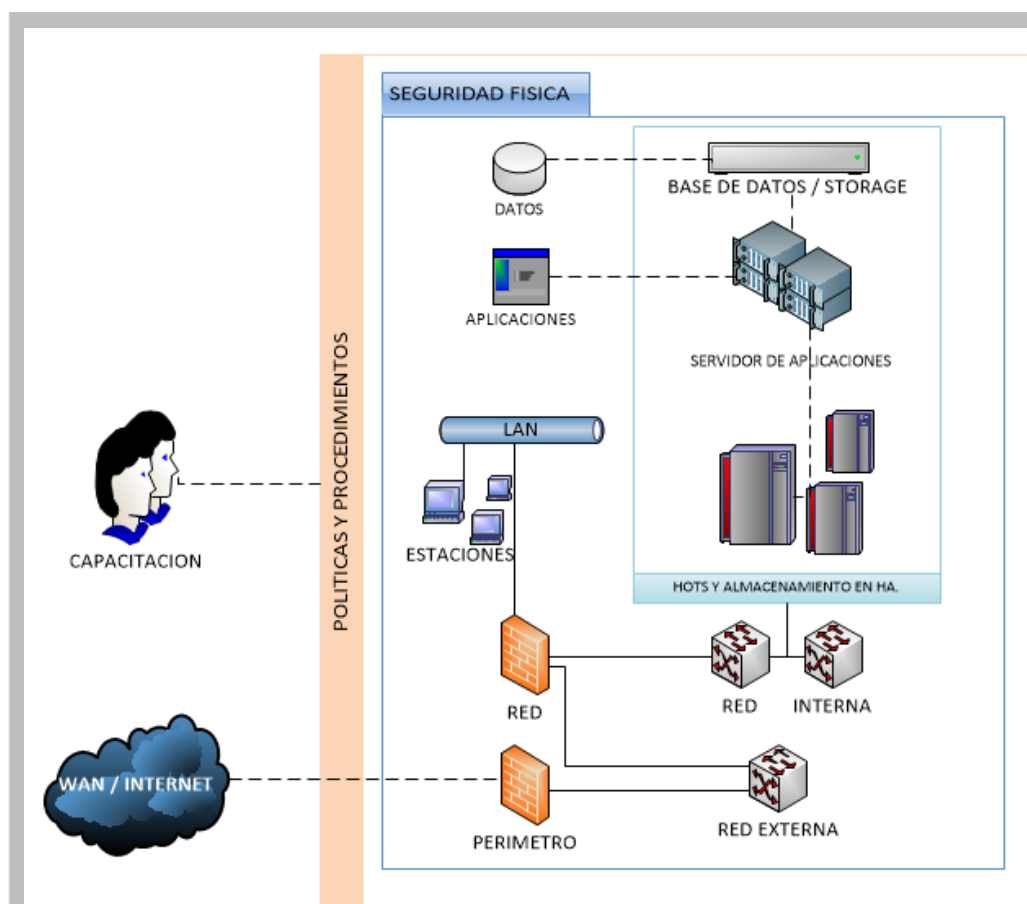 SEGURIDAD FISICA
DATOS
BASE DE DATOS / STORAGE
APLICACIONES
SERVIDOR DE APLICACIONES
POLITICAS Y PROCEDIMIENTOS
LAN
ESTACIONES
CAPACITACION
HOTS Y ALMACENAMIENTO EN HA.
RED
RED
INTERNA
WAN / INTERNET
PERIMETRO
RED EXTERNA